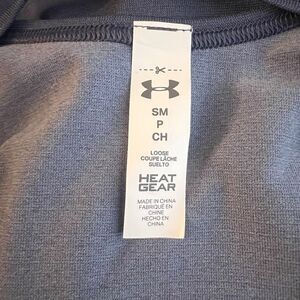 SM
P
CH
LOOSE
COUPE LÂCHE
SUELTO
HEAT
GEAR
MADE IN CHINA
FABRIQUÉ EN
CHINE
HECHO EN
CHINA